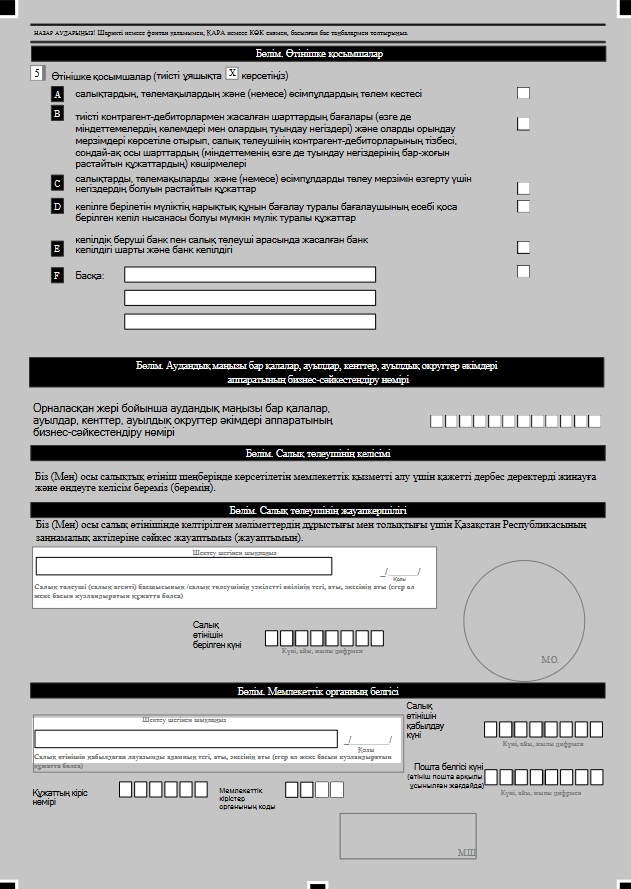 НАЗАР АУДАРЫҢЫЗ! Шарикті немесе фонтан қаламымен, ҚАРА немесе КӨК сиямен, баспалған бас таңбалармен толтырыңыз.
Бөлім. Өтінішке қосымшалар
5 Өтінішке қосымшалар (тиісті ұяшықта X көрсетіңіз)
A салықтардың, төлемақылардың және (немесе) өсімпұлдардың төлем кестесі
B
тиісті контрагент-дебиторлармен жасалған шарттардың бағалары (өзге де
міндеттемелердің көлемдері мен олардың туындау негіздері) және оларды орындау
мерзімдері көрсетіле отырып, салық төлеушінің контрагент-дебиторларының тізбесі,
сондай-ақ осы шарттардың (міндеттеменің өзге де туындау негіздерінің бар-жоғын
растайтын құжаттардың) көшірмелері
C салықтарды, төлемақыларды және (немесе) өсімпұлдарды төлеу мерзімін өзгерту үшін
негіздердің болуын растайтын құжаттар
D кепілге берілетін мүліктің нарықтық құнын бағалау туралы бағалаушының есебі қоса
берілген кепіл нысанасы болуы мүмкін мүлік туралы құжаттар
E кепілдік беруші банк пен салық төлеуші арасында жасалған банк
кепілдігі шарты және банк кепілдігі
F Басқа:
Бөлім. Аудандық маңызы бар қалалар, ауылдар, кенттер, ауылдық округтер әкімдері
аппаратының бизнес-сәйкестендіру нөмірі
Орналасқан жері бойынша аудандық маңызы бар қалалар,
ауылдар, кенттер, ауылдық округтер әкімдері аппаратының
бизнес-сәйкестендіру нөмірі
Бөлім. Салық төлеушінің келісімі
Біз (Мен) осы салықтық өтініш шеңберінде көрсетілетін мемлекеттік қызметті алу үшін қажетті дербес деректерді жинауға
және өңдеуге келісім береміз (беремін).
Бөлім. Салық төлеушінің жауапкершілігі
Біз (Мен) осы салық өтінішінде келтірілген мәліметтердің дұрыстығы мен толықтығы үшін Қазақстан Республикасының
заңнамалық актілеріне сәйкес жауаптымыз (жауаптымын).
Шектеу шегінен шықпаңыз
_/_______/
Қолы
Салық төлеуші (салық агенті) басшысының /салық төлеушінің уәкілетті өкілінің тегі, аты, әкесінің аты (егер ол
жеке басын куәландыратын құжатта болса)
Салық
өтінішін
берілген күні
Күні, айы, жылы цифрмен
М.О.
Бөлім. Мемлекеттік органның белгісі
Шектеу шегінен шықпаңыз
_/_________/
Қолы
Салық өтінішін қабылдаған лауазымды адамның тегі, аты, әкесінің аты (егер ол жеке басын куәландыратын
құжатта болса)
Салық
өтінішін
қабылдау
күні
Күні, айы, жылы цифрмен
Пошта белгісі күні
(өтініш пошта арқылы
ұсынылған жағдайда)
Күні, айы, жылы цифрмен
Құжаттың кіріс
нөмірі
Мемлекеттік
кірістер
органының коды
М.Ш